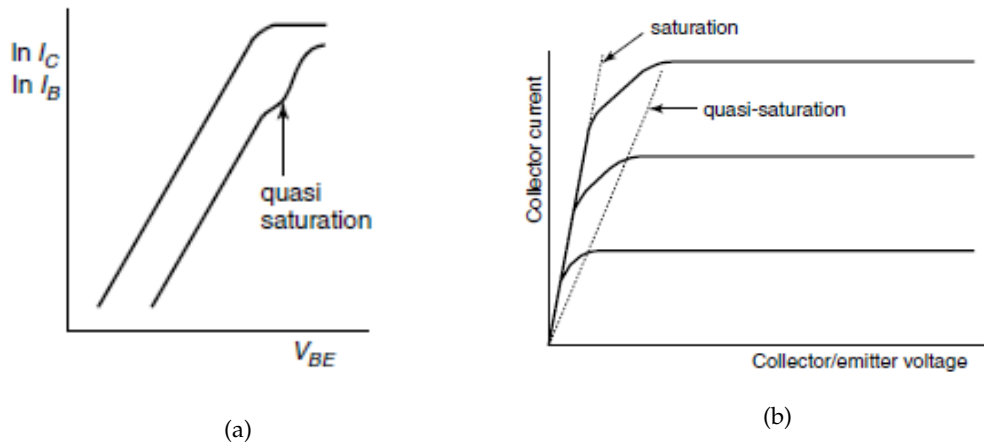 ln I_C
ln I_B
quasi
saturation
V_BE
(a)
saturation
quasi-saturation
Collector current
Collector/emitter voltage
(b)